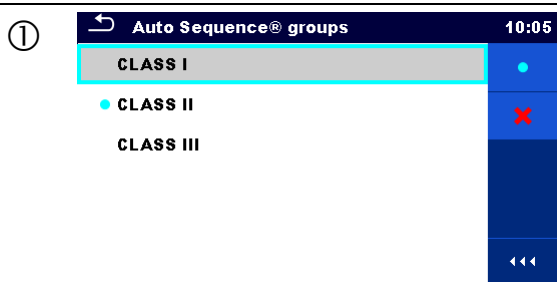 ①
Auto Sequence® groups 10:05
CLASS I
CLASS II
CLASS III